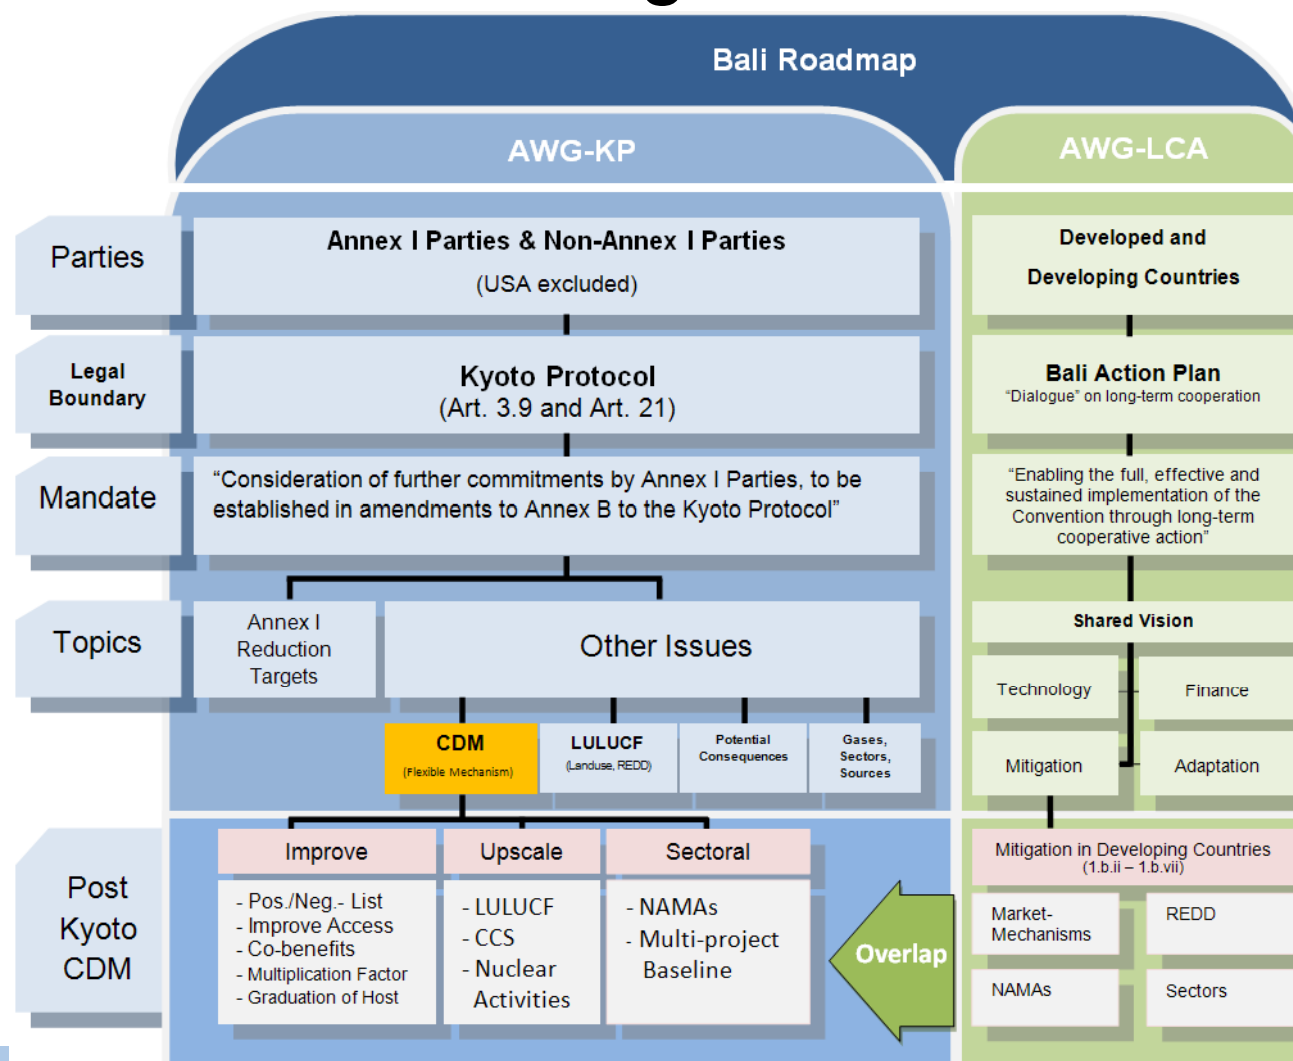 Bali Roadmap
AWG-KP
AWG-LCA
Parties
Annex I Parties & Non-Annex I Parties
(USA excluded)
Developed and
Developing Countries
Legal
Boundary
Kyoto Protocol
(Art. 3.9 and Art. 21)
Bali Action Plan
“Dialogue” on long-term cooperation
Mandate
“Consideration of further commitments by Annex I Parties, to be
established in amendments to Annex B to the Kyoto Protocol”
“Enabling the full, effective and
sustained implementation of the
Convention through long-term
cooperative action”
Topics
Annex I
Reduction
Targets
Other Issues
Shared Vision
Technology
Finance
Mitigation
Adaptation
CDM
(Flexible Mechanism)
LULUCF
(Landuse, REDD)
Potential
Consequences
Gases,
Sectors,
Sources
Post
Kyoto
CDM
Improve
- Pos./Neg.- List
- Improve Access
- Co-benefits
- Multiplication Factor
- Graduation of Host
Upscale
- LULUCF
- CCS
- Nuclear
Activities
Sectoral
- NAMAs
- Multi-project
Baseline
Overlap
Mitigation in Developing Countries
(1.b.ii – 1.b.vii)
Market-
Mechanisms
REDD
NAMAs
Sectors